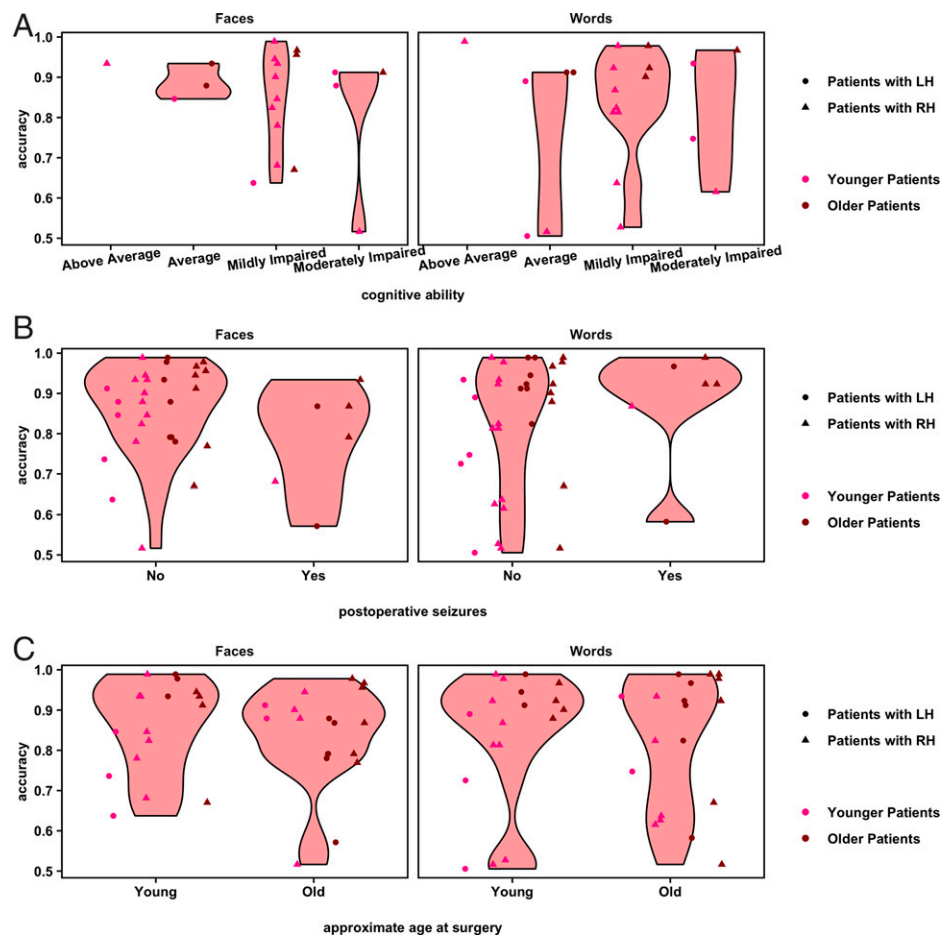 A
Faces
Words
1.0
0.9
0.8
0.7
0.6
0.5
accuracy
Above Average
Average
Mildly Impaired
Moderately Impaired
Above Average
Average
Mildly Impaired
Moderately Impaired
cognitive ability
Patients with LH
Patients with RH
Younger Patients
Older Patients
B
Faces
Words
1.0
0.9
0.8
0.7
0.6
0.5
accuracy
No
Yes
No
Yes
postoperative seizures
Patients with LH
Patients with RH
Younger Patients
Older Patients
C
Faces
Words
1.0
0.9
0.8
0.7
0.6
0.5
accuracy
Young
Old
Young
Old
approximate age at surgery
Patients with LH
Patients with RH
Younger Patients
Older Patients